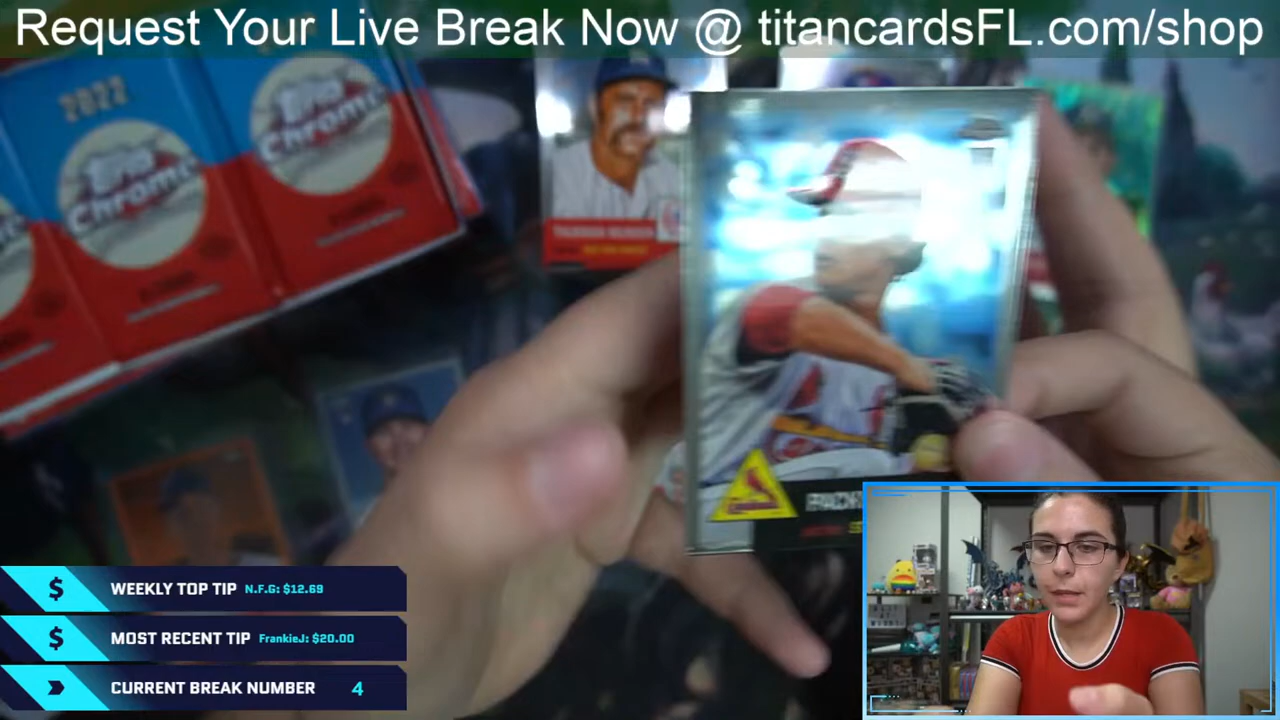 Request Your Live Break Now @ titancardsFL.com/shop
2022
Topps
Chrome
Topps
Chrome
WEEKLY TOP TIP N.F.G: $12.69
MOST RECENT TIP FrankieJ: $20.00
CURRENT BREAK NUMBER 4